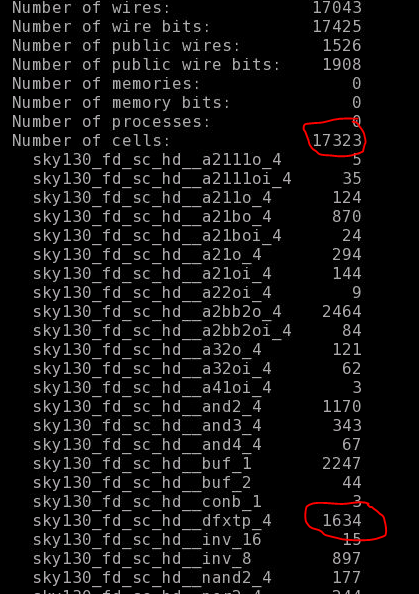 Number of wires: 17043
Number of wire bits: 17425
Number of public wires: 1526
Number of public wire bits: 1908
Number of memories: 0
Number of memory bits: 0
Number of processes: 0
Number of cells: 17323
sky130_fd_sc_hd__a2111o_4 5
sky130_fd_sc_hd__a2111oi_4 35
sky130_fd_sc_hd__a211o_4 124
sky130_fd_sc_hd__a21bo_4 870
sky130_fd_sc_hd__a21boi_4 24
sky130_fd_sc_hd__a21o_4 294
sky130_fd_sc_hd__a21oi_4 144
sky130_fd_sc_hd__a22oi_4 9
sky130_fd_sc_hd__a2bb2o_4 2464
sky130_fd_sc_hd__a2bb2oi_4 84
sky130_fd_sc_hd__a32o_4 121
sky130_fd_sc_hd__a32oi_4 62
sky130_fd_sc_hd__a41oi_4 3
sky130_fd_sc_hd__and2_4 1170
sky130_fd_sc_hd__and3_4 343
sky130_fd_sc_hd__and4_4 67
sky130_fd_sc_hd__buf_1 2247
sky130_fd_sc_hd__buf_2 44
sky130_fd_sc_hd__conb_1 3
sky130_fd_sc_hd__dfxtp_4 1634
sky130_fd_sc_hd__inv_16 15
sky130_fd_sc_hd__inv_8 897
sky130_fd_sc_hd__nand2_4 177